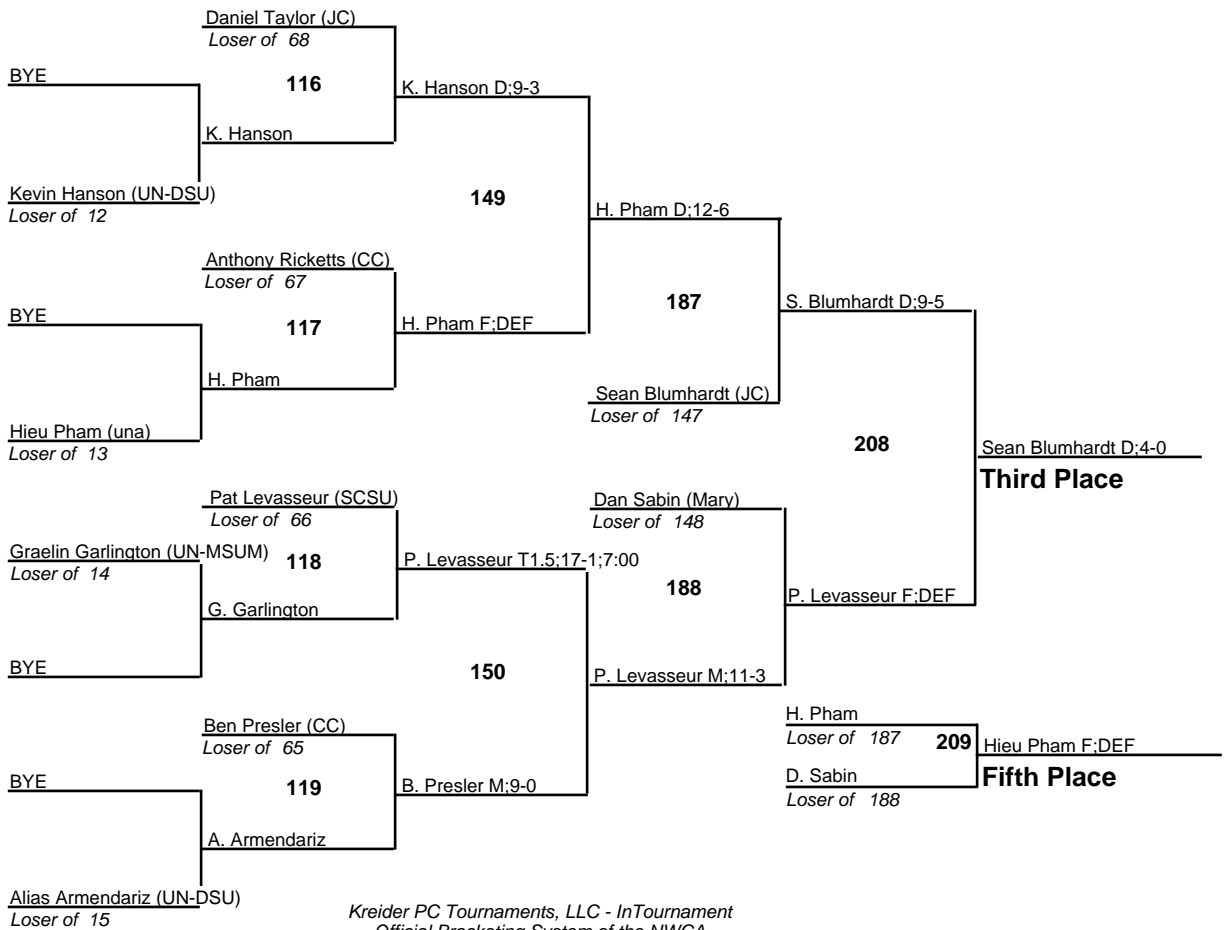 Daniel Taylor (JC)
Loser of 68
BYE
116
K. Hanson D;9-3
K. Hanson
Kevin Hanson (UN-DSU)
Loser of 12
149
H. Pham D;12-6
Anthony Ricketts (CC)
Loser of 67
BYE
117
H. Pham F;DEF
187
S. Blumhardt D;9-5
H. Pham
Sean Blumhardt (JC)
Loser of 147
Hieu Pham (una)
Loser of 13
208
Sean Blumhardt D;4-0
Third Place
Pat Levasseur (SCSU)
Loser of 66
Dan Sabin (Mary)
Loser of 148
Graelin Garlington (UN-MSUM)
Loser of 14
118
P. Levasseur T1.5;17-1;7:00
188
P. Levasseur F;DEF
G. Garlington
BYE
150
P. Levasseur M;11-3
Ben Presler (CC)
Loser of 65
H. Pham
Loser of 187
209
Hieu Pham F;DEF
Fifth Place
BYE
119
B. Presler M;9-0
D. Sabin
Loser of 188
A. Armendariz
Alias Armendariz (UN-DSU)
Loser of 15
Kreider PC Tournaments, LLC - InTournament
Official Bracketing System of the NWCA